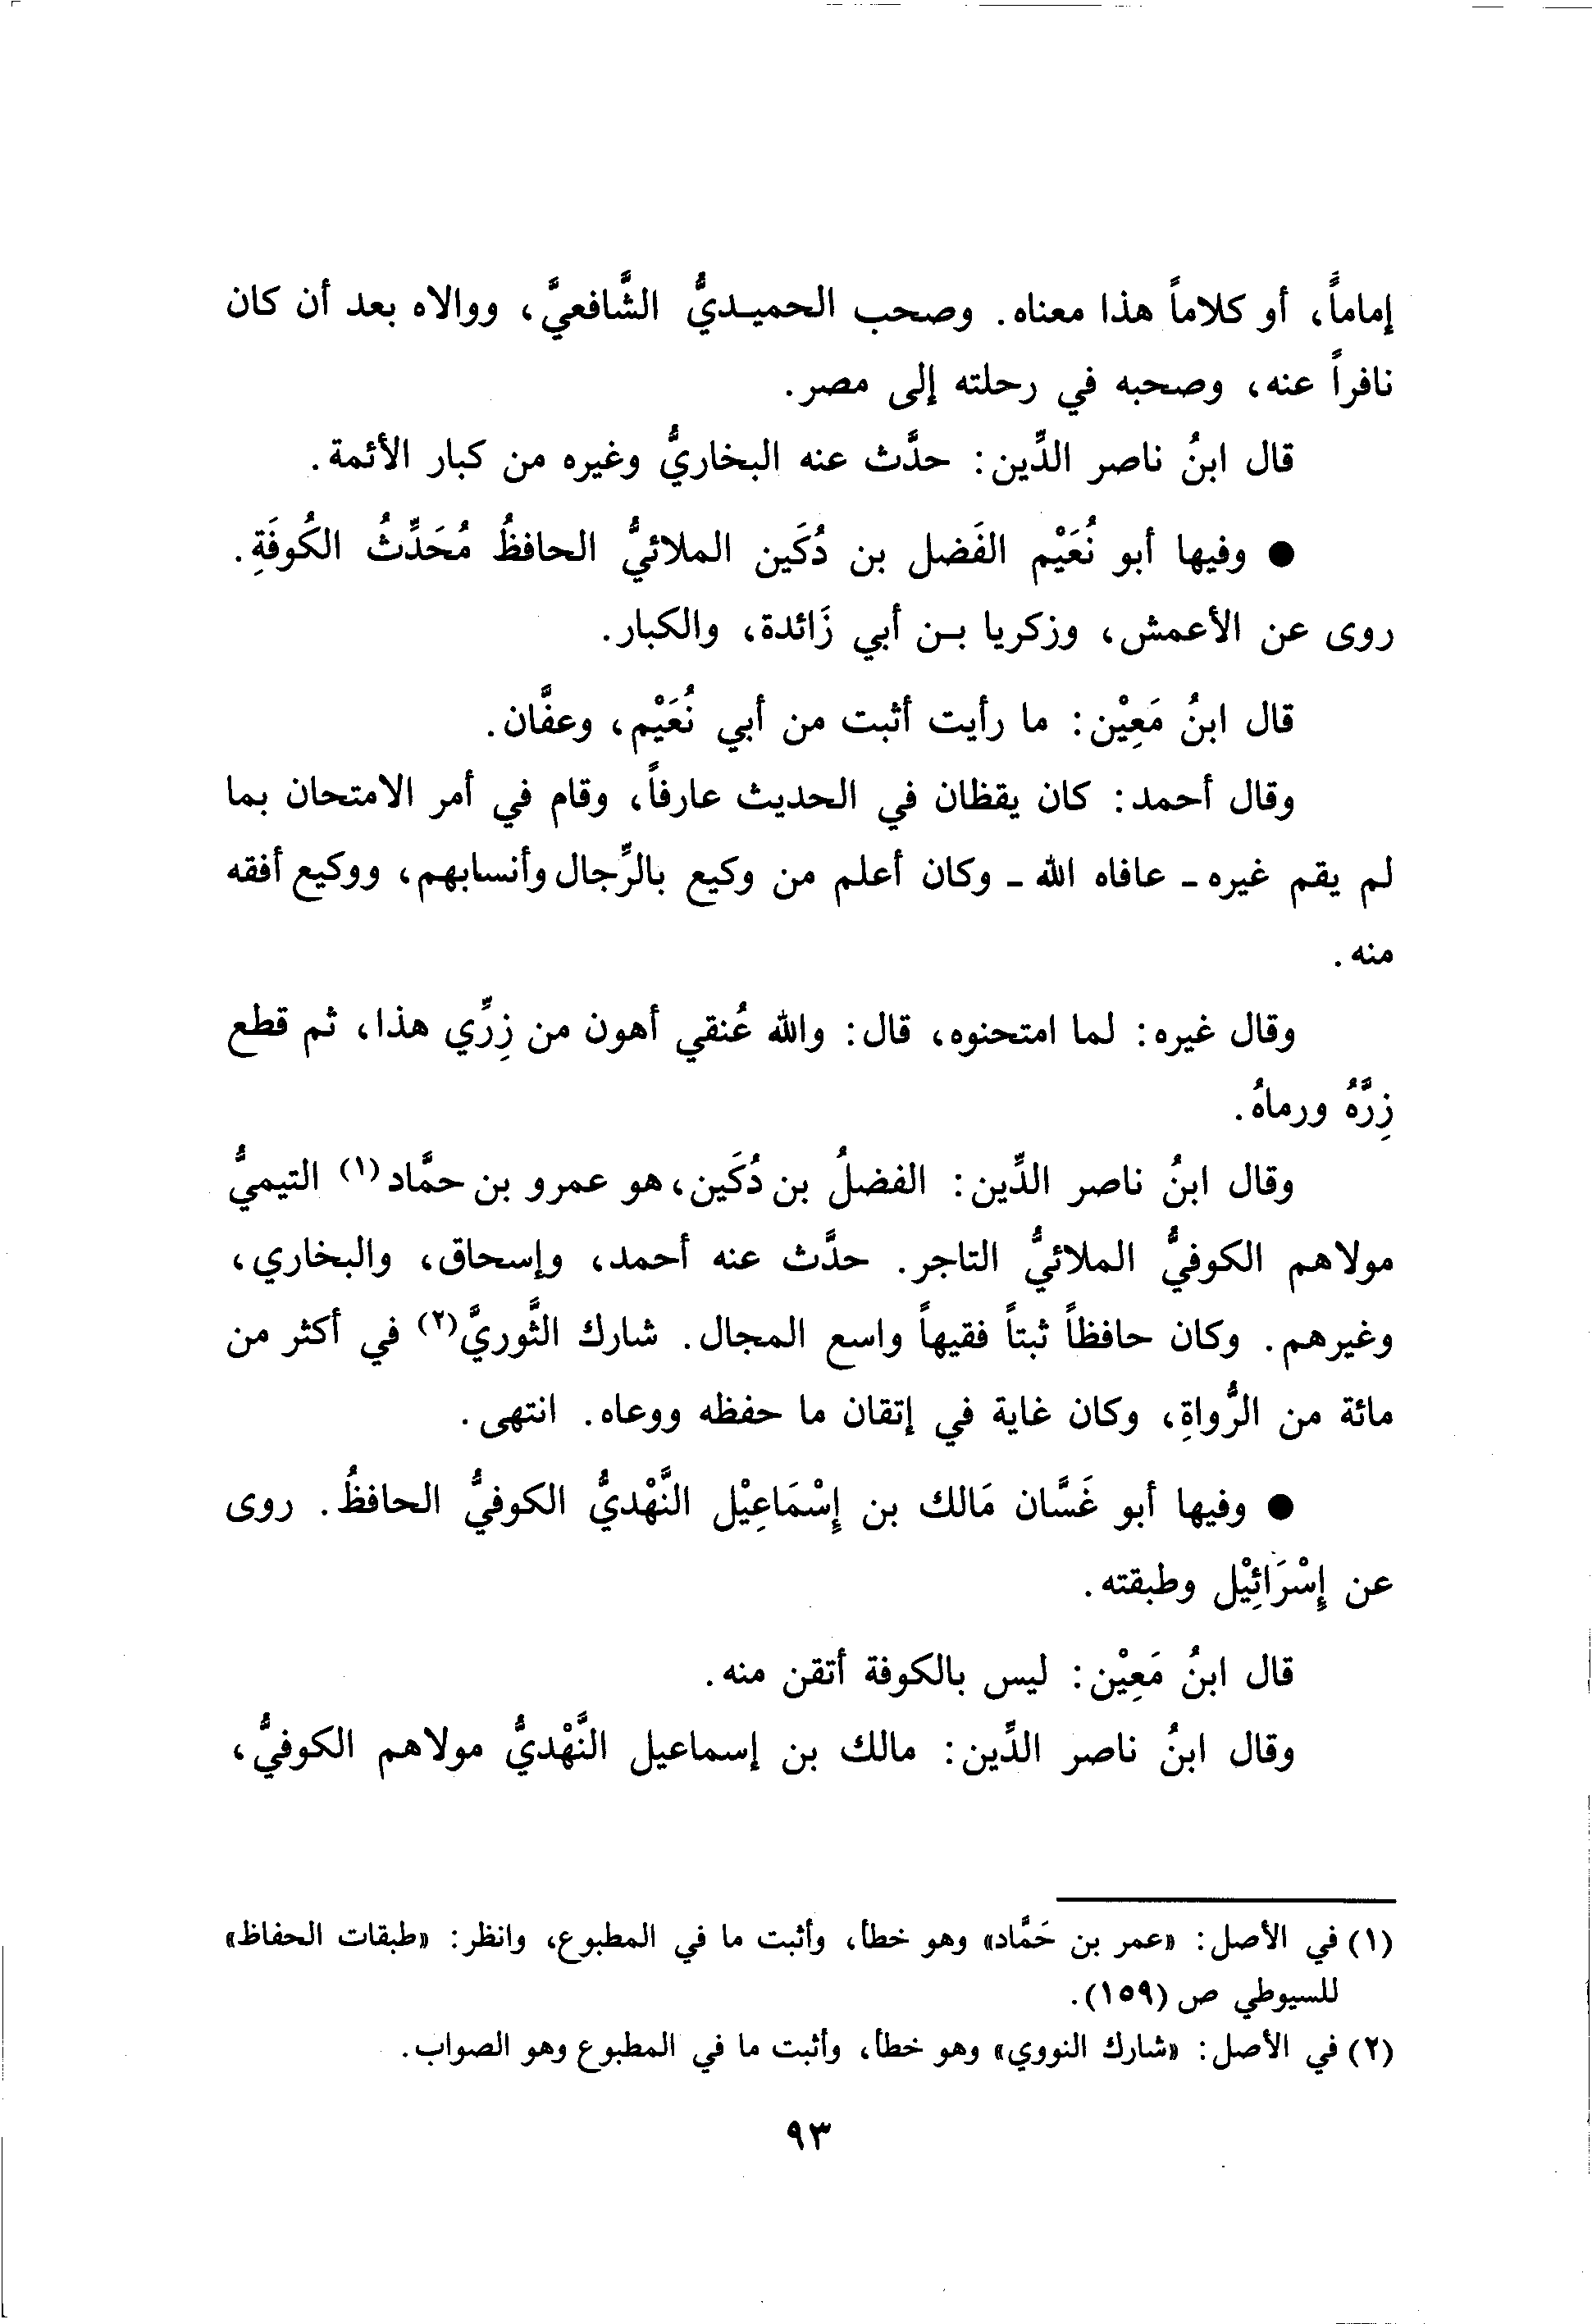 إماماً، أو كلاماً هذا معناه. وصحب الحميديُّ الشَّافعيَّ، ووالاه بعد أن كان
نافراً عنه، وصحبه في رحلته إلى مصر.
قال ابنُ ناصر الدِّين: حدَّث عنه البخاريُّ وغيره من كبار الأئمة.
● وفيها أبو نُعَيْم الفَضل بن دُكَين الملائيُّ الحافظُ مُحَدِّثُ الكُوفَةِ.
روى عن الأعمش، وزكريا بن أبي زَائدة، والكبار.
قال ابنُ مَعِيْن: ما رأيت أثبت من أبي نُعَيْم، وعفَّان.
وقال أحمد: كان يقظان في الحديث عارفاً، وقام في أمر الامتحان بما
لم يقم غيره - عافاه الله - وكان أعلم من وكيع بالرِّجال وأنسابهم، ووكيع أفقه
منه.
وقال غيره: لما امتحنوه، قال: والله عُنقي أهون من زِرِّي هذا، ثم قطع
زِرَّهُ ورماهُ.
وقال ابنُ ناصر الدِّين: الفضلُ بن دُكَين، هو عمرو بن حمَّاد(١) التيميُّ
مولاهم الكوفيُّ الملائيُّ التاجر. حدَّث عنه أحمد، وإسحاق، والبخاري،
وغيرهم. وكان حافظاً ثبتاً فقيهاً واسع المجال. شارك الثَّوريَّ(٢) في أكثر من
مائة من الرُّواةِ، وكان غاية في إتقان ما حفظه ووعاه. انتهى.
● وفيها أبو غَسَّان مَالك بن إِسْمَاعِيْل النَّهْديُّ الكوفيُّ الحافظُ. روى
عن إِسْرَائِيْل وطبقته.
قال ابنُ مَعِيْن: ليس بالكوفة أتقن منه.
وقال ابنُ ناصر الدِّين: مالك بن إسماعيل النَّهْديُّ مولاهم الكوفيُّ،
(١) في الأصل: «عمر بن حَمَّاد» وهو خطأ، وأثبت ما في المطبوع، وانظر: «طبقات الحفاظ»
للسيوطي ص (١٥٩).
(٢) في الأصل: «شارك النووي» وهو خطأ، وأثبت ما في المطبوع وهو الصواب.
٩٣